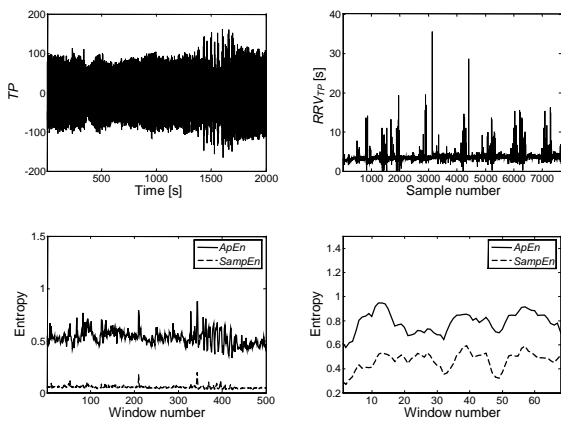 200
100
0
-100
-200
TP
500 1000 1500 2000
Time [s]
40
30
20
10
0
RRV_TP [s]
1000 2000 3000 4000 5000 6000 7000
Sample number
1.5
1
0.5
0
Entropy
ApEn
SampEn
100 200 300 400 500
Window number
1.4
1.2
1
0.8
0.6
0.4
0.2
Entropy
ApEn
SampEn
10 20 30 40 50 60
Window number